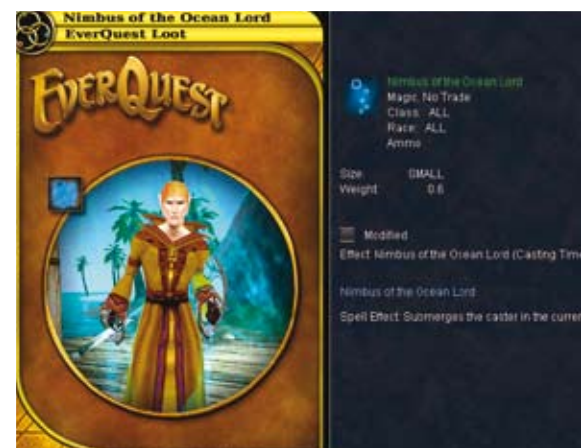 Nimbus of the Ocean Lord
EverQuest Loot
EverQuest
Nimbus of the Ocean Lord
Magic, No Trade
Class: ALL
Race: ALL
Ammo
Size SMALL
Weight 0.6
Modified
Effect: Nimbus of the Ocean Lord (Casting Time
Nimbus of the Ocean Lord
Spell Effect: Submerges the caster in the curren